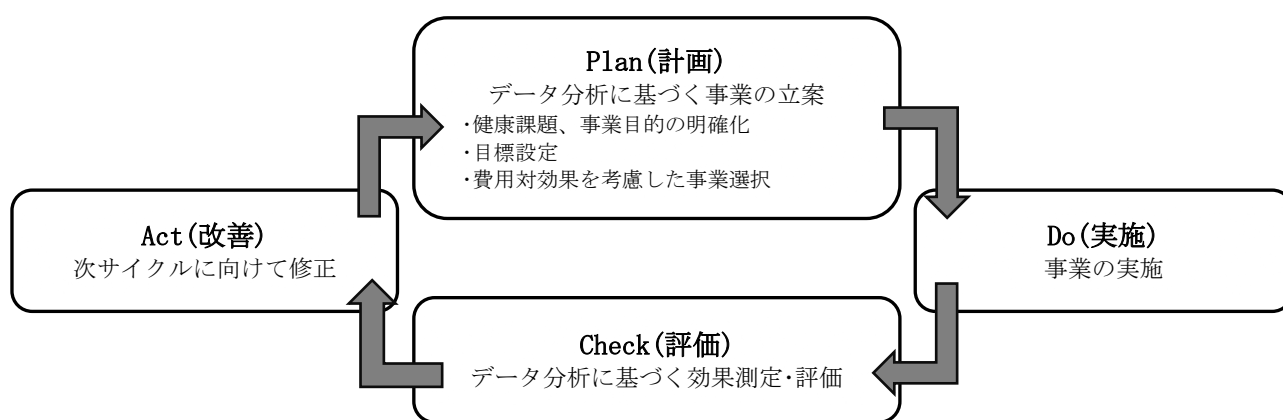 Plan(計画)
データ分析に基づく事業の立案
･健康課題、事業目的の明確化
･目標設定
･費用対効果を考慮した事業選択
Act(改善)
次サイクルに向けて修正
Do(実施)
事業の実施
Check(評価)
データ分析に基づく効果測定･評価